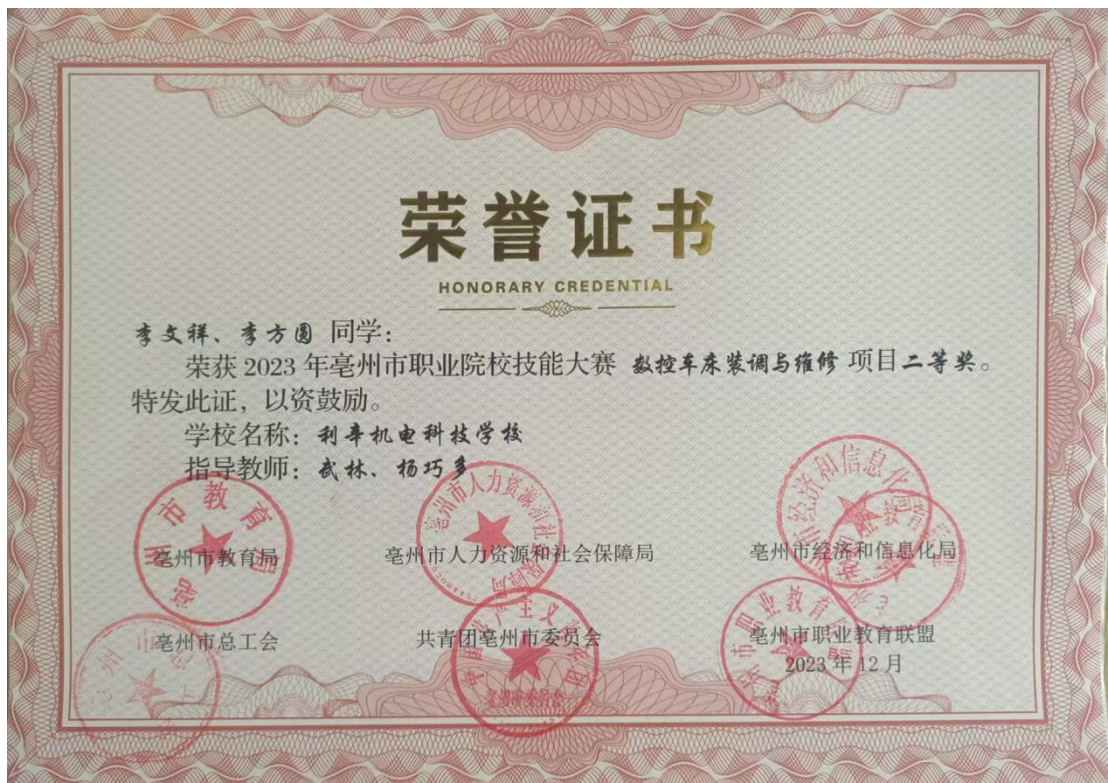 荣誉证书
HONORARY CREDENTIAL
李文祥、李方圆 同学：
荣获 2023 年亳州市职业院校技能大赛 数控车床装调与维修 项目二等奖。
特发此证，以资鼓励。
学校名称：利辛机电科技学校
指导教师：武林、杨巧多
亳州市教育局 亳州市人力资源和社会保障局 亳州市经济和信息化局
亳州市总工会 共青团亳州市委员会 亳州市职业教育联盟
2023 年 12 月